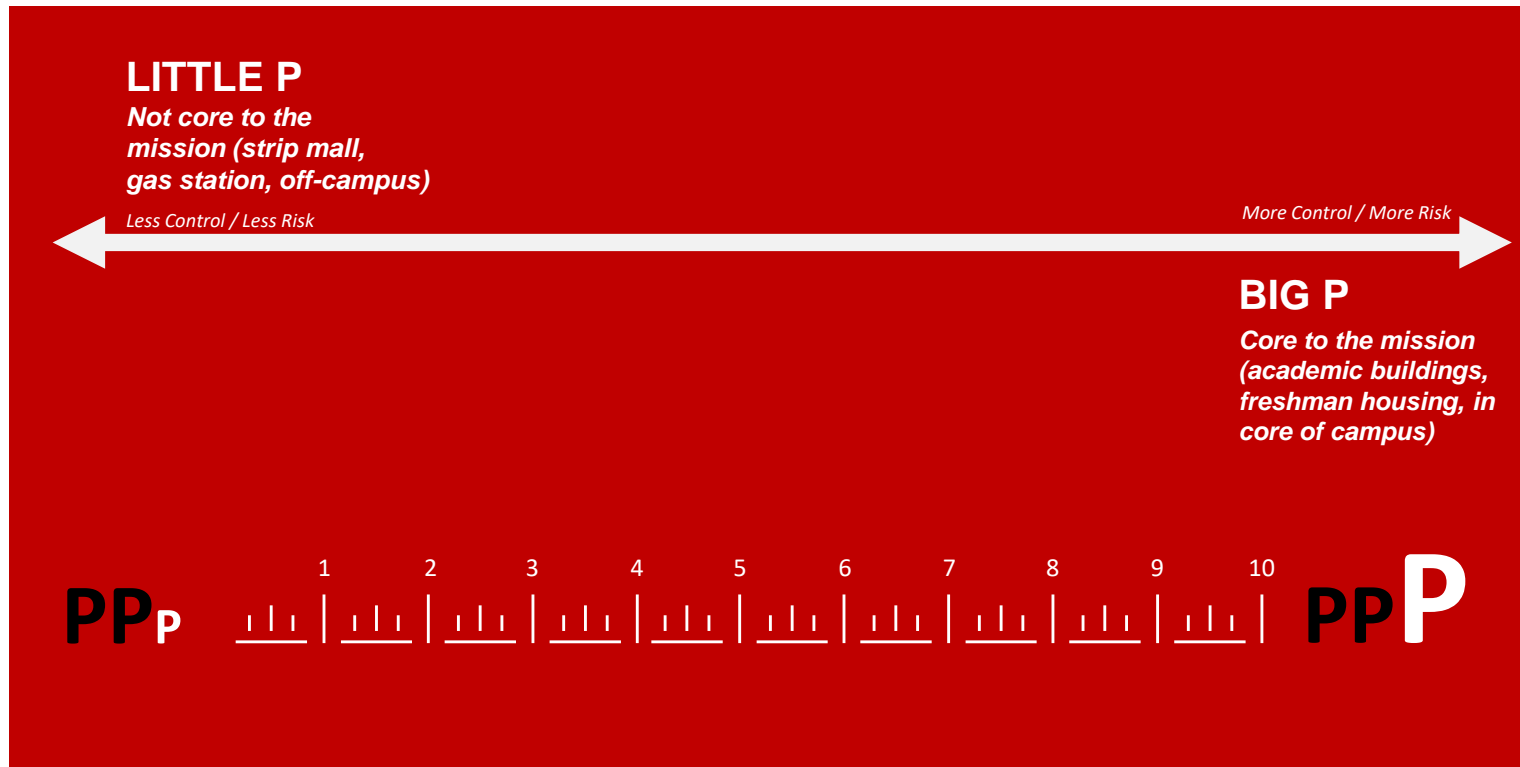 LITTLE P
Not core to the
mission (strip mall,
gas station, off-campus)
Less Control / Less Risk
More Control / More Risk
BIG P
Core to the mission
(academic buildings,
freshman housing, in
core of campus)
1 2 3 4 5 6 7 8 9 10
PPP
PPP